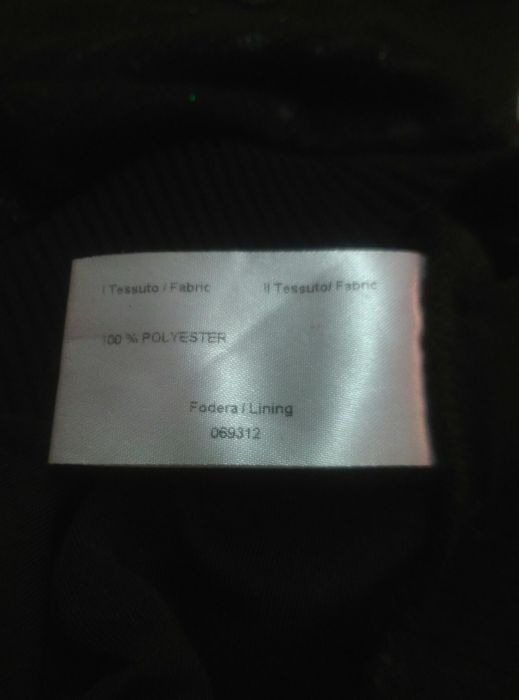 I Tessuto / Fabric II Tessuto/ Fabric
100 % POLYESTER
Fodera / Lining
069312